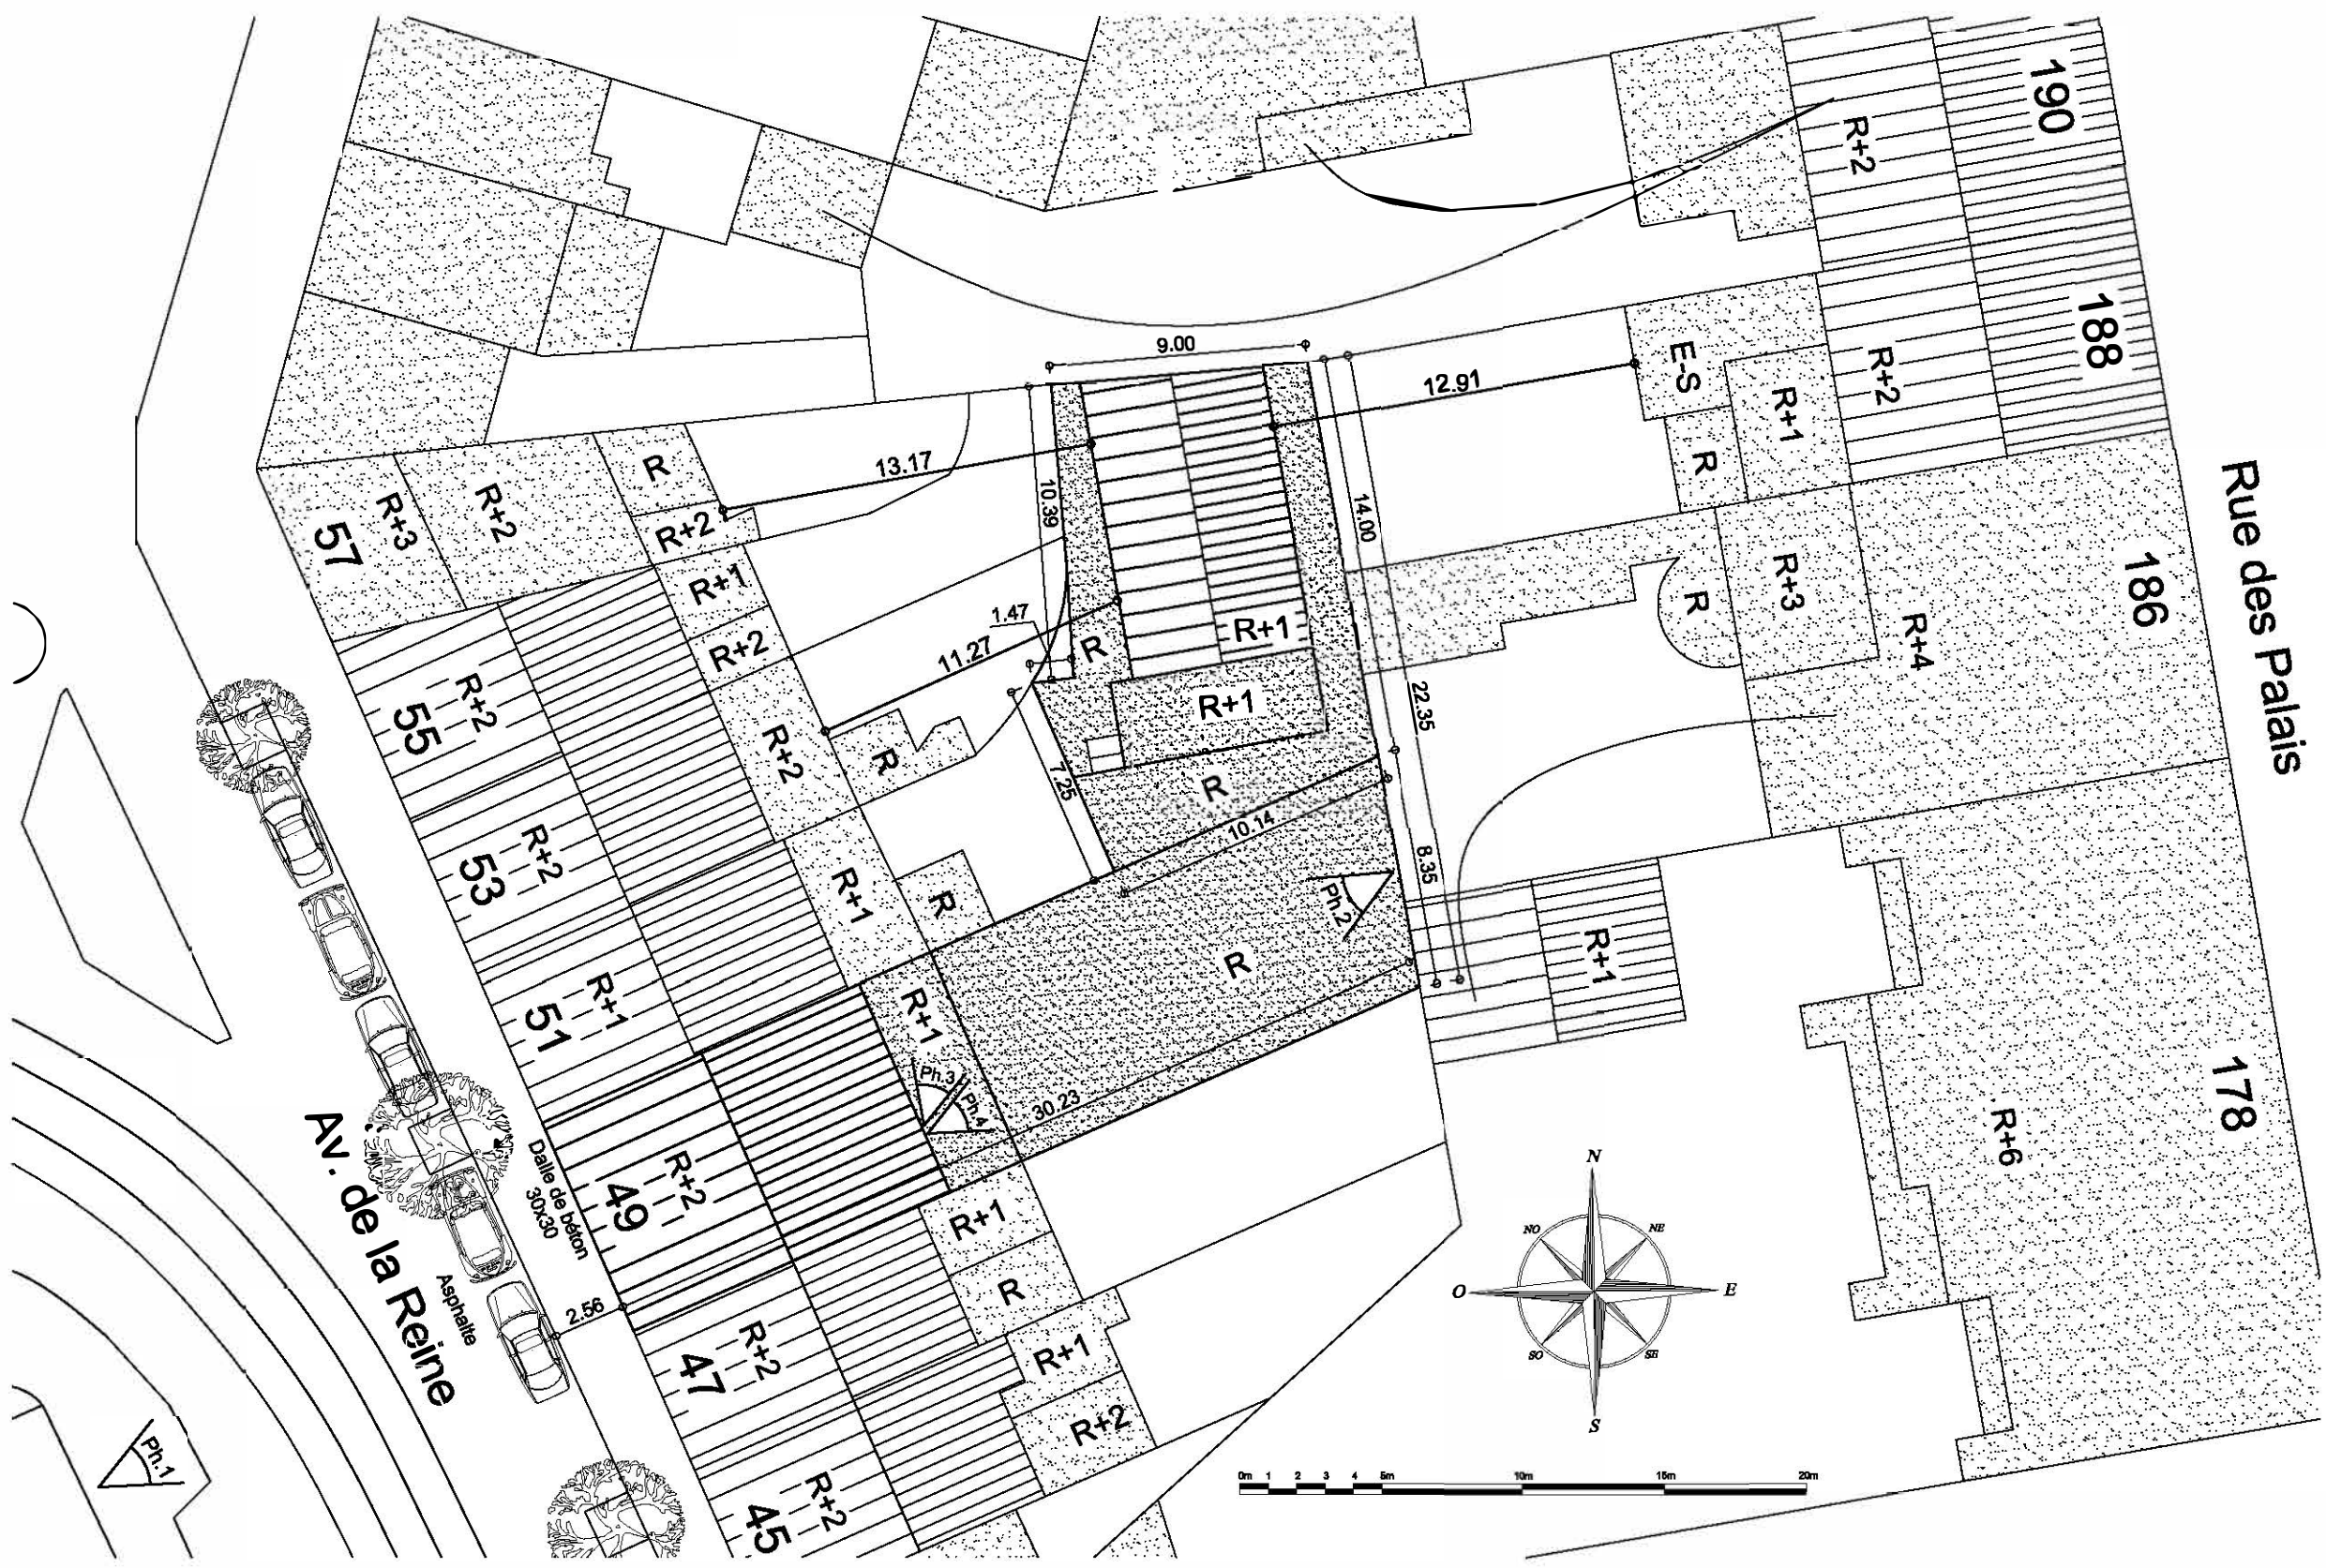 190
R+2
188
R+2
E-S
R+1
R
9.00
12.91
13.17
10.39
14.00
Rue des Palais
R
R+2
R+2
R+3
57
R+1
R+2
1.47
11.27
R
R+1
R+1
22.35
R
R+3
R+4
186
R+2
55
R+2
R
7.25
R
10.14
8.35
R+2
53
R+1
R
Ph.2
R
R+1
R+1
51
R+1
Ph.3
Ph.4
30.23
178
R+6
Av. de la Reine
Dalle de béton
30x30
Asphalte
2.56
R+2
49
R+1
R
R+2
47
R+1
R+2
R+2
45
Ph.1
N
NO
NE
O
E
SO
SE
S
0m 1 2 3 4 5m 10m 15m 20m